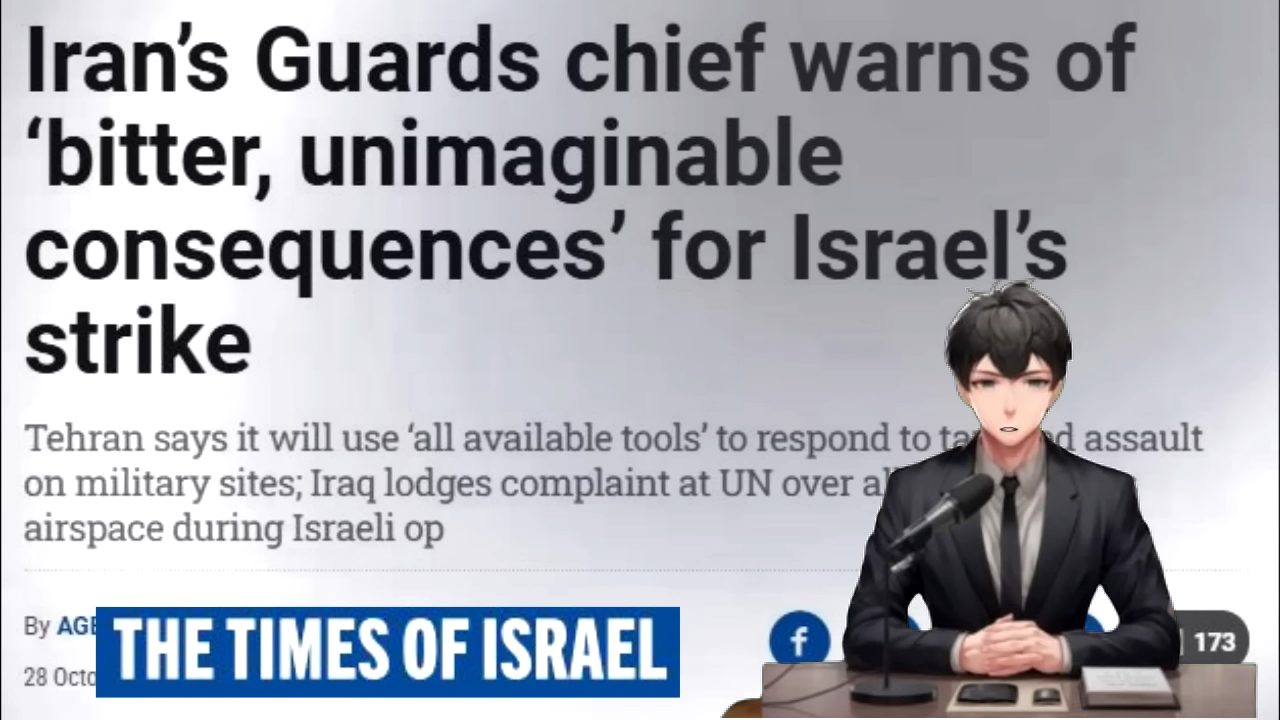 Iran’s Guards chief warns of
‘bitter, unimaginable
consequences’ for Israel’s
strike
Tehran says it will use ‘all available tools’ to respond to assault
on military sites; Iraq lodges complaint at UN over
airspace during Israeli op
By
THE TIMES OF ISRAEL
f
173
28